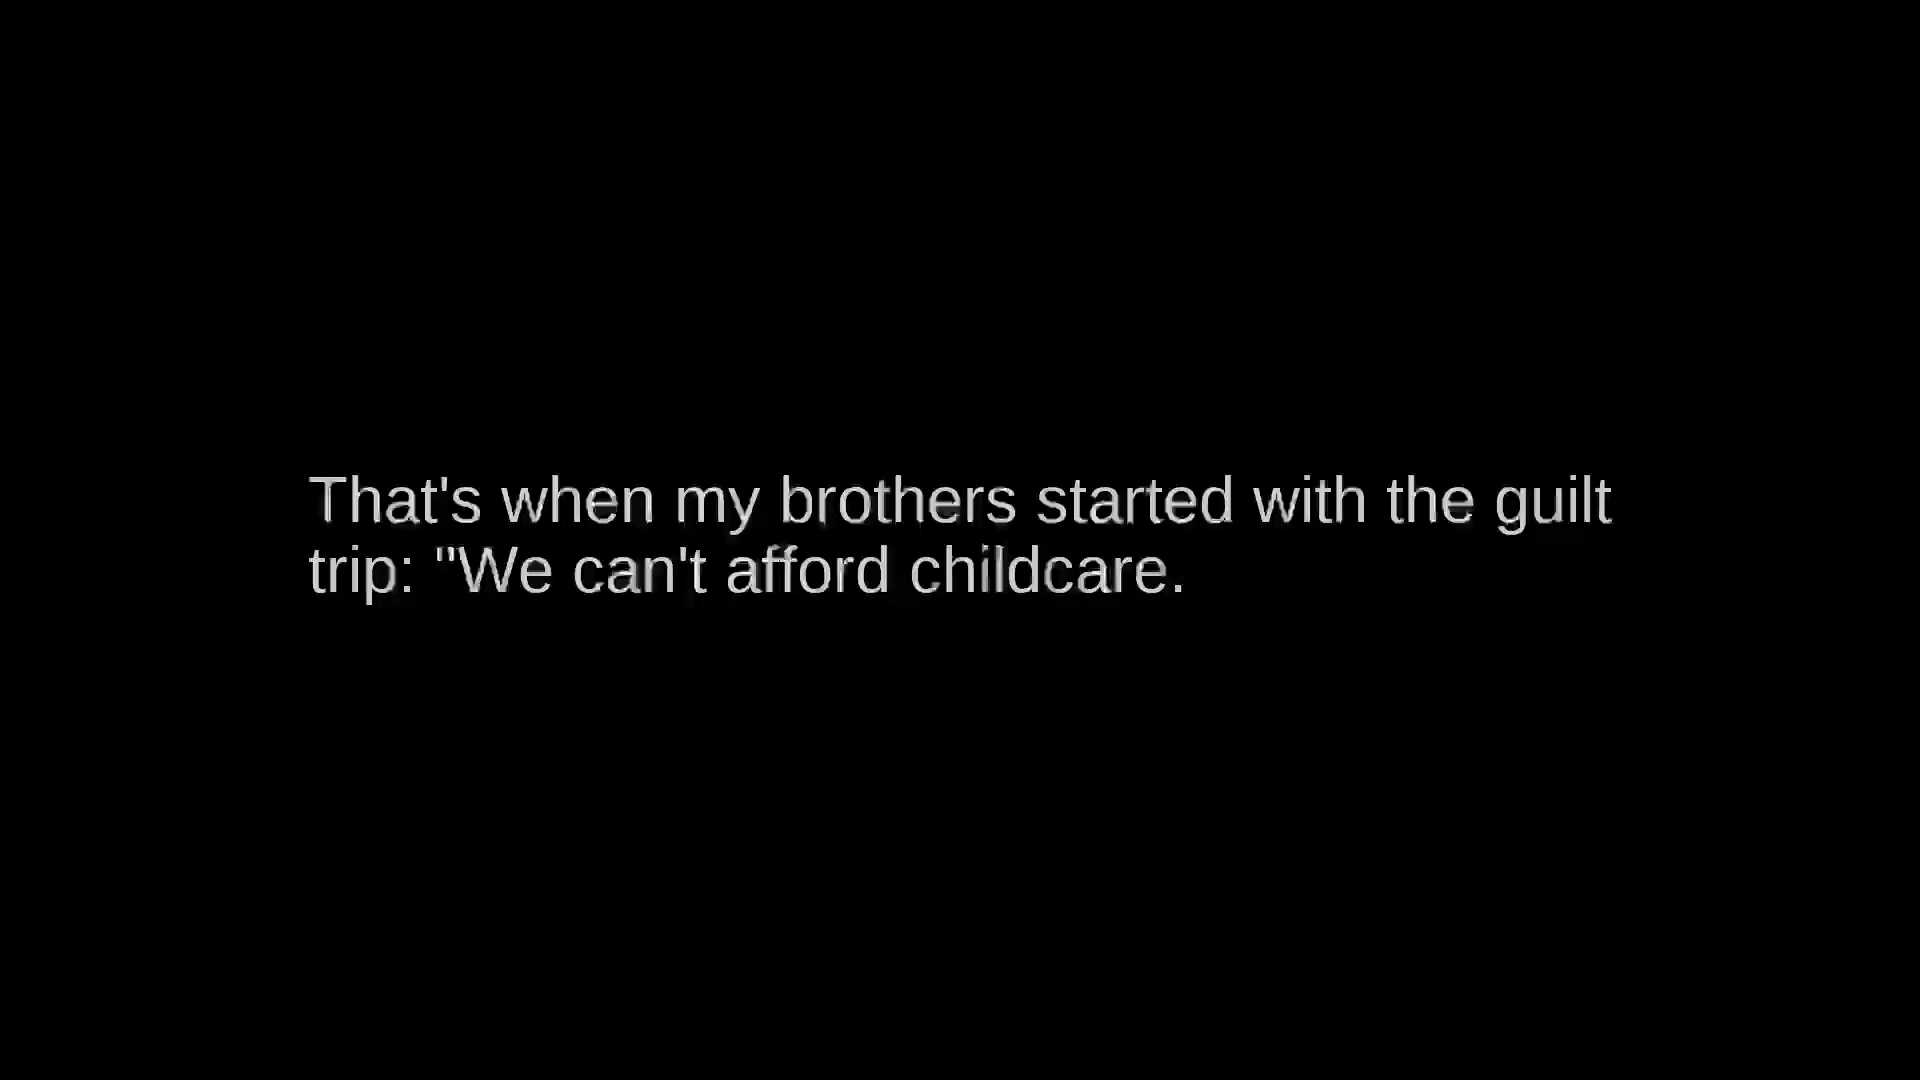 That's when my brothers started with the guilt
trip: "We can't afford childcare.